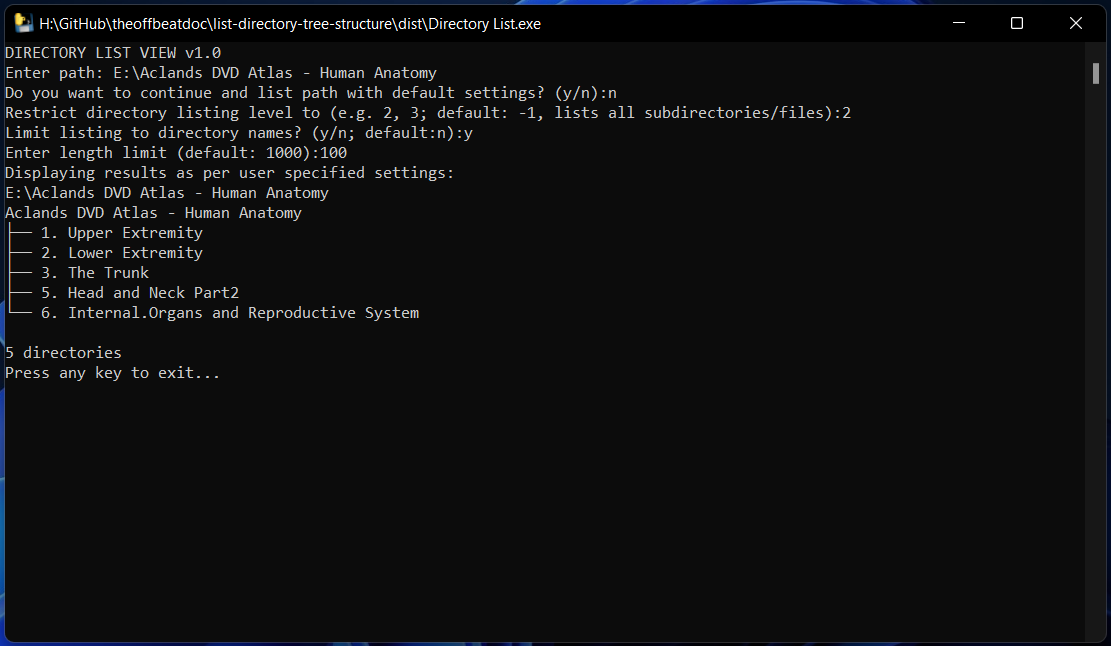 H:\GitHub\theoffbeatdoc\list-directory-tree-structure\dist\Directory List.exe
DIRECTORY LIST VIEW v1.0
Enter path: E:\Aclands DVD Atlas - Human Anatomy
Do you want to continue and list path with default settings? (y/n):n
Restrict directory listing level to (e.g. 2, 3; default: -1, lists all subdirectories/files):2
Limit listing to directory names? (y/n; default:n):y
Enter length limit (default: 1000):100
Displaying results as per user specified settings:
E:\Aclands DVD Atlas - Human Anatomy
Aclands DVD Atlas - Human Anatomy
├── 1. Upper Extremity
├── 2. Lower Extremity
├── 3. The Trunk
├── 5. Head and Neck Part2
└── 6. Internal.Organs and Reproductive System
5 directories
Press any key to exit...